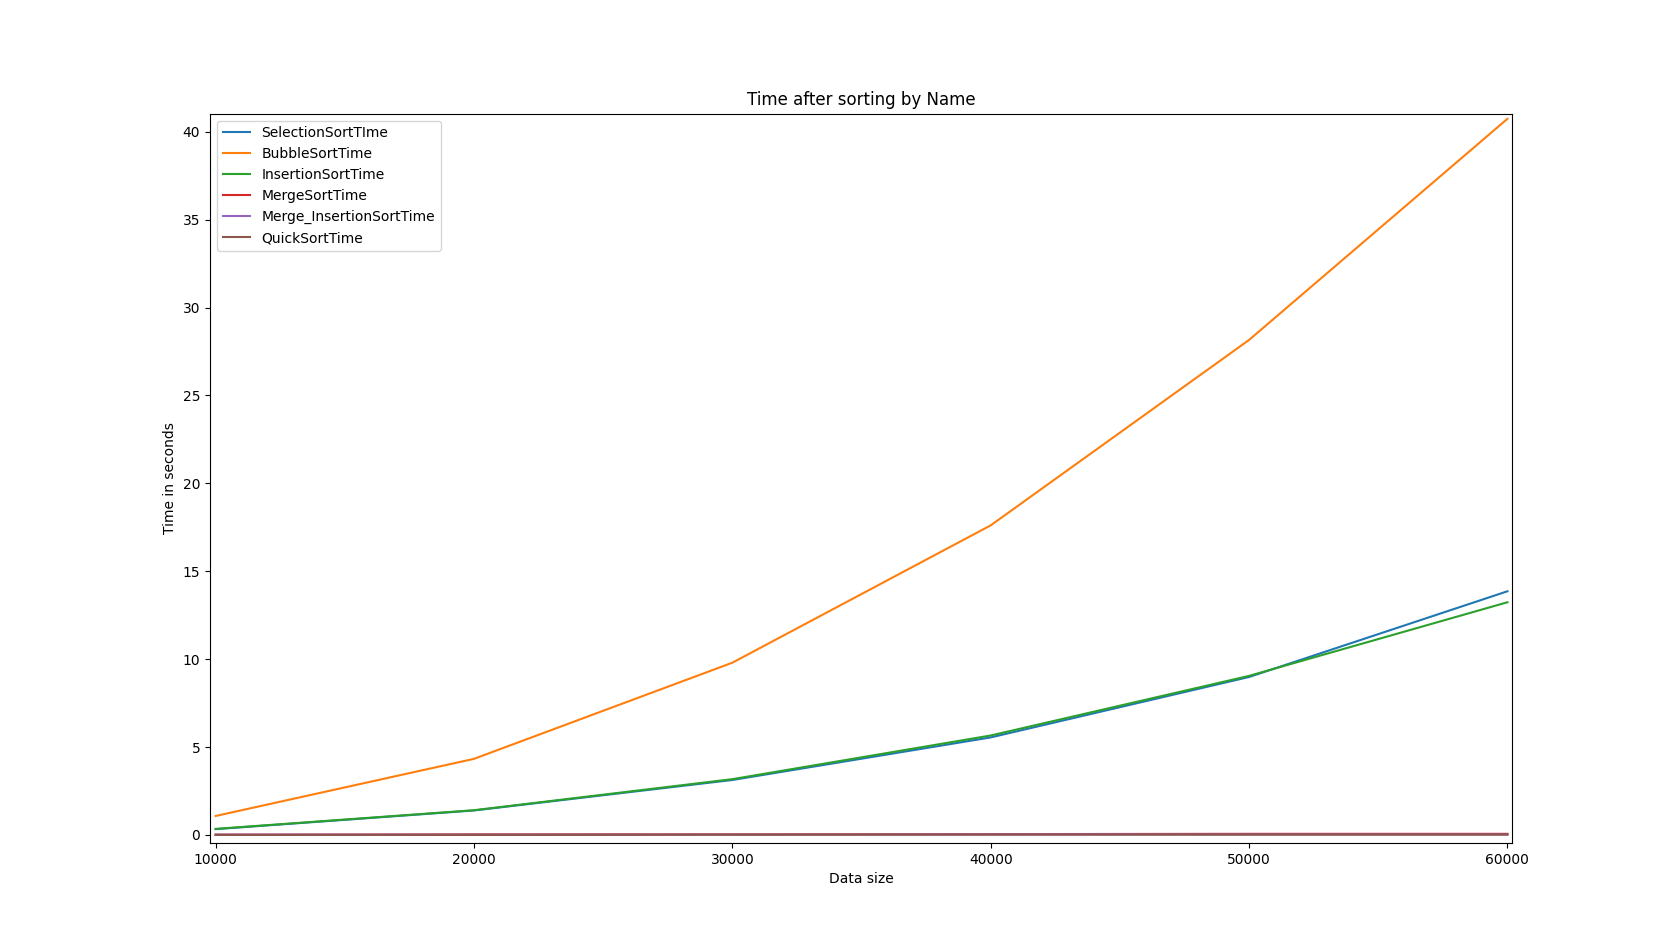 Time after sorting by Name
SelectionSortTIme
BubbleSortTime
InsertionSortTime
MergeSortTime
Merge_InsertionSortTime
QuickSortTime
40
35
30
25
20
15
10
5
0
Time in seconds
10000 20000 30000 40000 50000 60000
Data size